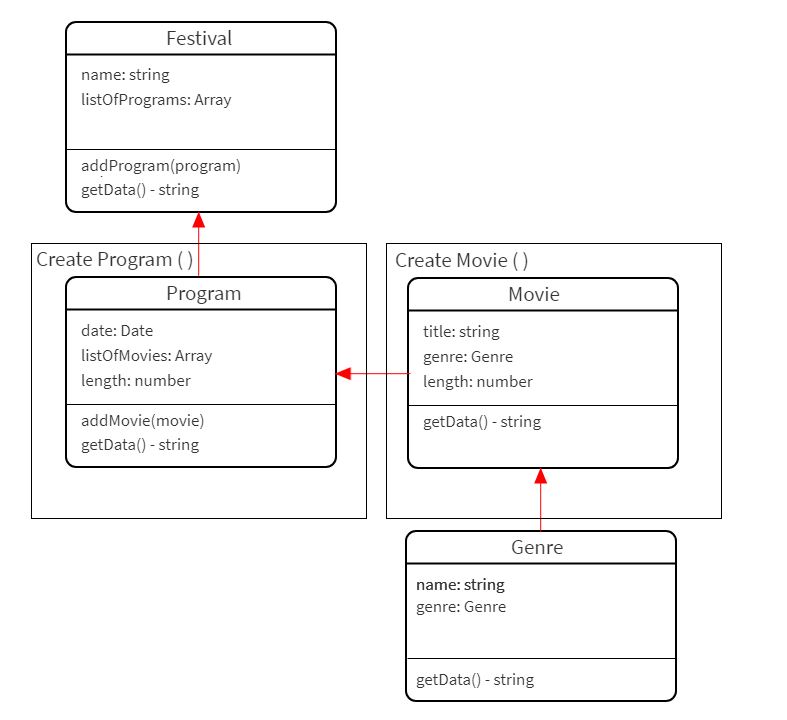 Festival
name: string
listOfPrograms: Array
addProgram(program)
getData() - string
Create Program ( )
Program
date: Date
listOfMovies: Array
length: number
addMovie(movie)
getData() - string
Create Movie ( )
Movie
title: string
genre: Genre
length: number
getData() - string
Genre
name: string
genre: Genre
getData() - string